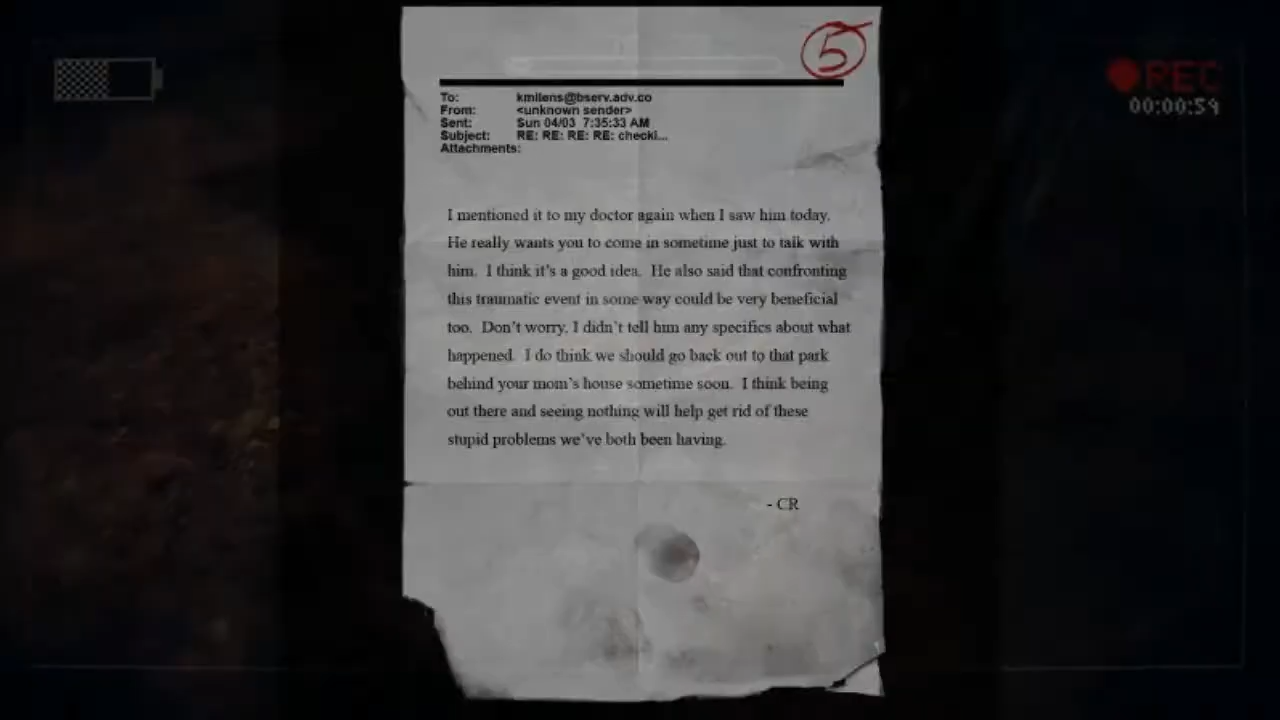 5
REC
00:00:59
To: kmilens@bserv.adv.co
From: <unknown sender>
Sent: Sun 04/03 7:35:33 AM
Subject: RE: RE: RE: RE: checki...
Attachments:
I mentioned it to my doctor again when I saw him today.
He really wants you to come in sometime just to talk with
him. I think it's a good idea. He also said that confronting
this traumatic event in some way could be very beneficial
too. Don't worry, I didn't tell him any specifics about what
happened. I do think we should go back out to that park
behind your mom's house sometime soon. I think being
out there and seeing nothing will help get rid of these
stupid problems we've both been having.
- CR